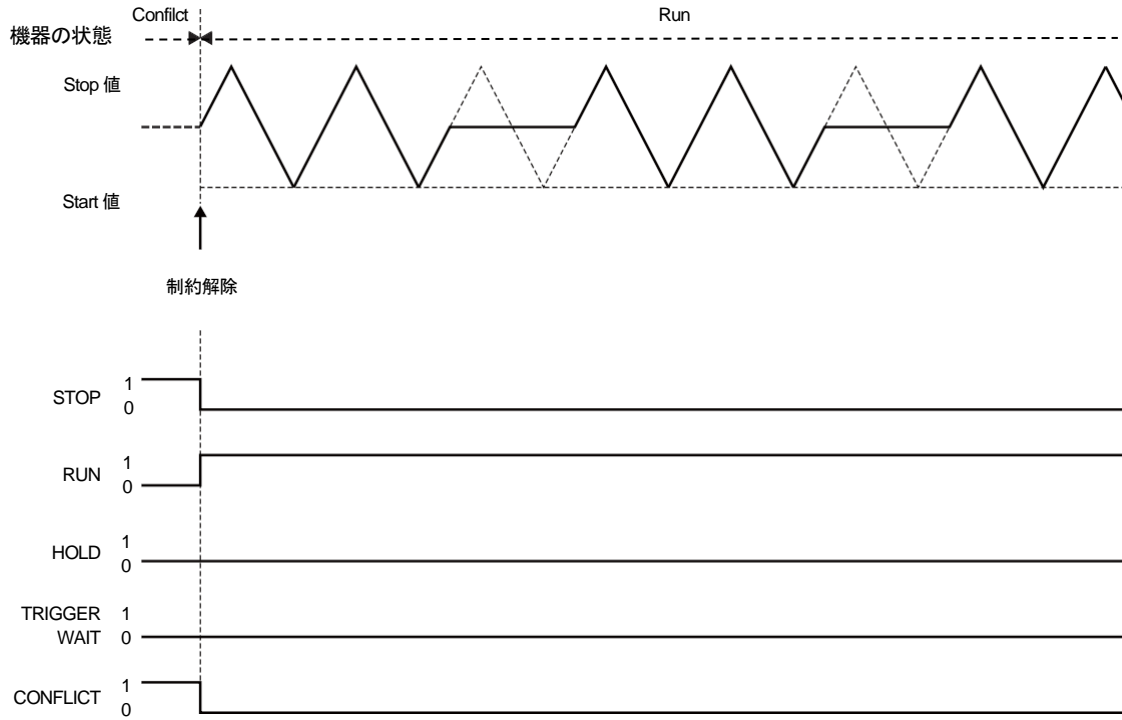 Confilct
Run
機器の状態
Stop 値
Start 値
制約解除
STOP 1
0
RUN 1
0
HOLD 1
0
TRIGGER 1
WAIT 0
CONFLICT 1
0